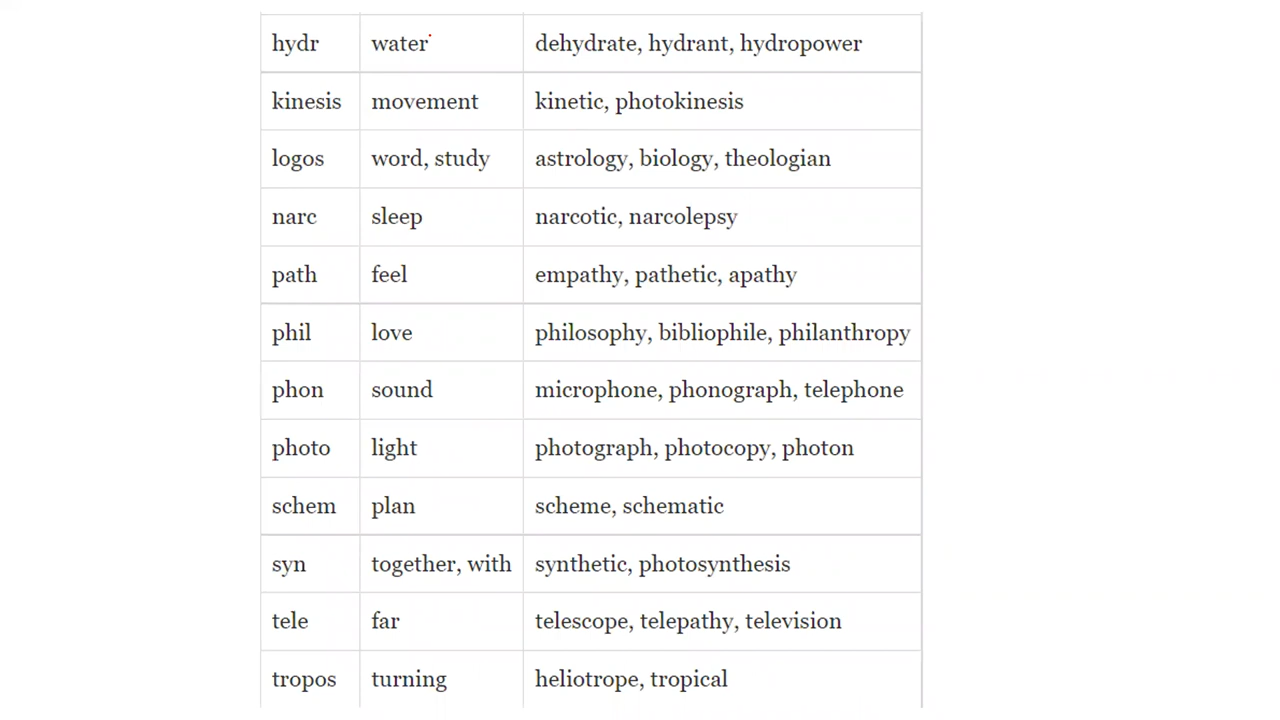 hydr water dehydrate, hydrant, hydropower
kinesis movement kinetic, photokinesis
logos word, study astrology, biology, theologian
narc sleep narcotic, narcolepsy
path feel empathy, pathetic, apathy
phil love philosophy, bibliophile, philanthropy
phon sound microphone, phonograph, telephone
photo light photograph, photocopy, photon
schem plan scheme, schematic
syn together, with synthetic, photosynthesis
tele far telescope, telepathy, television
tropos turning heliotrope, tropical